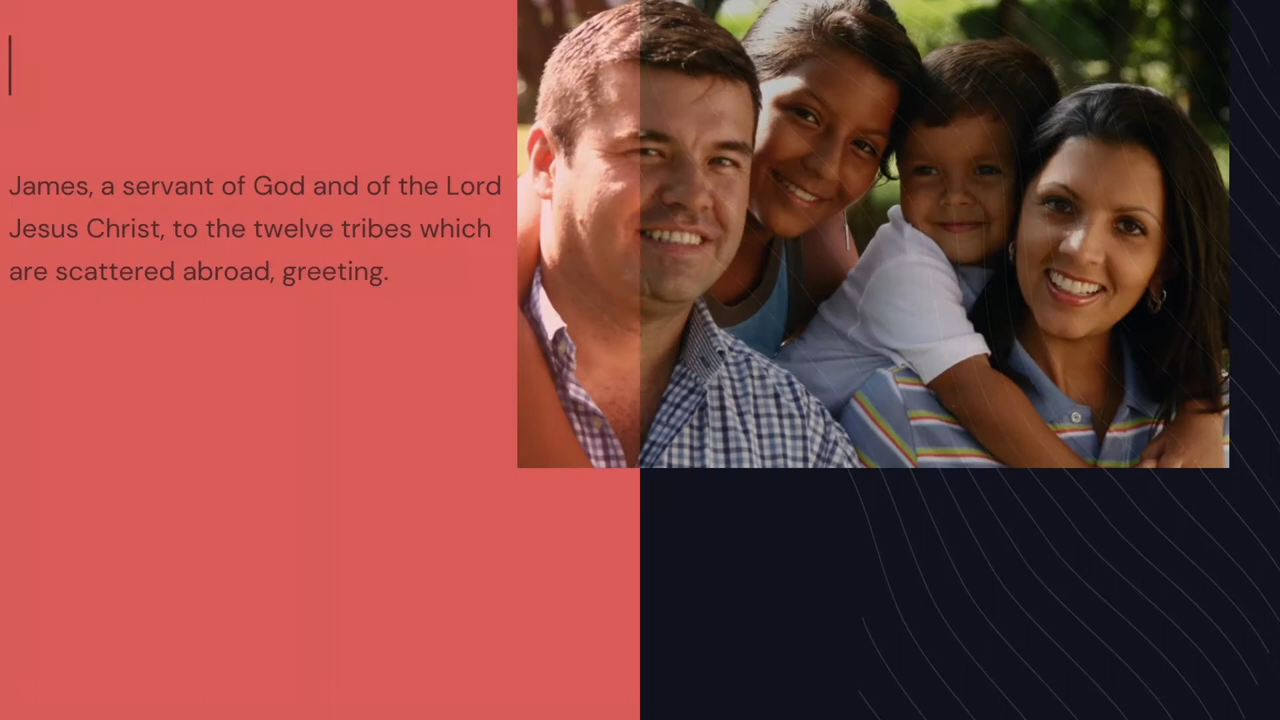 James, a servant of God and of the Lord
Jesus Christ, to the twelve tribes which
are scattered abroad, greeting.